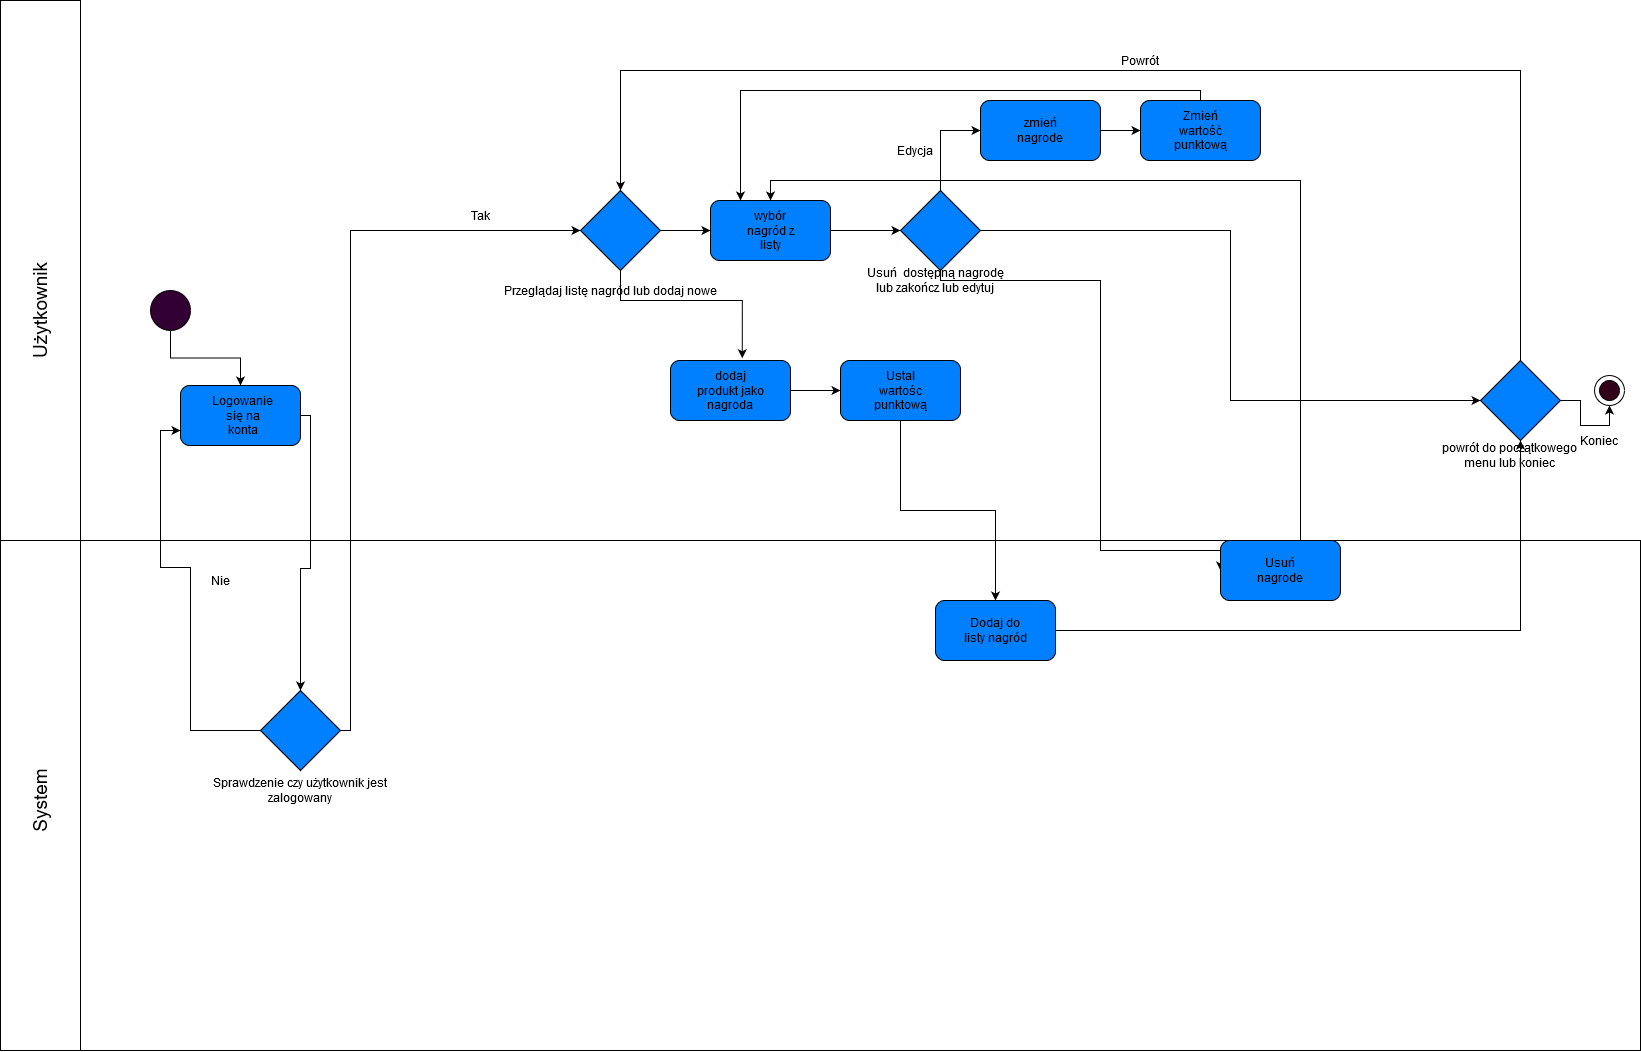 Powrót
zmień
nagrode
Zmień
wartość
punktową
Edycja
Tak
wybór
nagród z
listy
Użytkownik
Usuń  dostępną nagrodę
lub zakończ lub edytuj
Przeglądaj listę nagród lub dodaj nowe
dodaj
produkt jako
nagroda
Ustal
wartość
punktową
Logowanie
się na
konta
Koniec
powrót do początkowego
menu lub koniec
Nie
Usuń
nagrode
Dodaj do
listy nagród
System
Sprawdzenie czy użytkownik jest
zalogowany